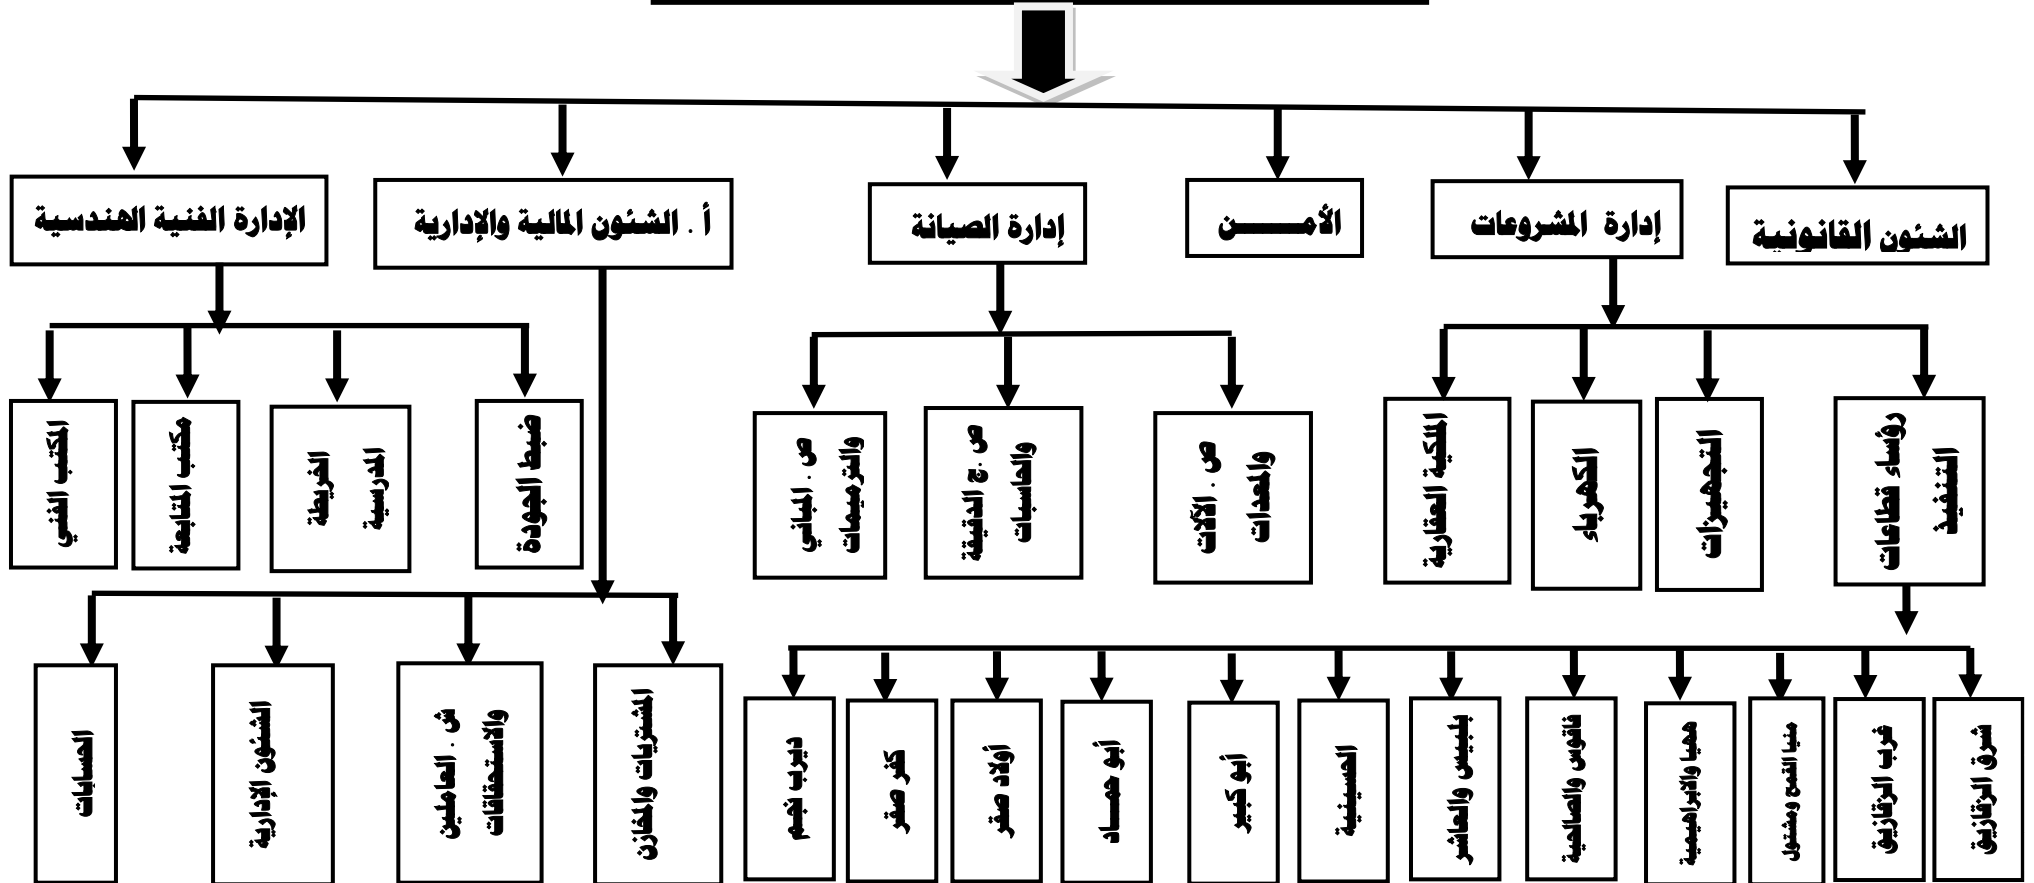 الشئون القانونية
إدارة المشروعات
الأمـــــن
إدارة الصيانة
أ . الشئون المالية والإدارية
الإدارة الفنية الهندسية
رؤساء قطاعات
التنفيذ
التجهيزات
الكهرباء
الملكية العقارية
ص . الآلات
والمعدات
ص .ج الدقيقة
والحاسبات
ص . المباني
والترميمات
ضبط الجودة
الخريطة
المدرسية
مكتب المتابعة
المكتب الفني
شرق الزقازيق
غرب الزقازيق
منيا القمح ومشتول
ههيا والابراهيمية
فاقوس والصالحية
بلبيس والعاشر
الحسينية
أبو كبير
أبو حمـــاد
أولاد صقر
كفر صقر
ديرب نجم
المشتريات والمخازن
ش . العاملين
والاستحقاقات
الشئون الإدارية
الحسابات